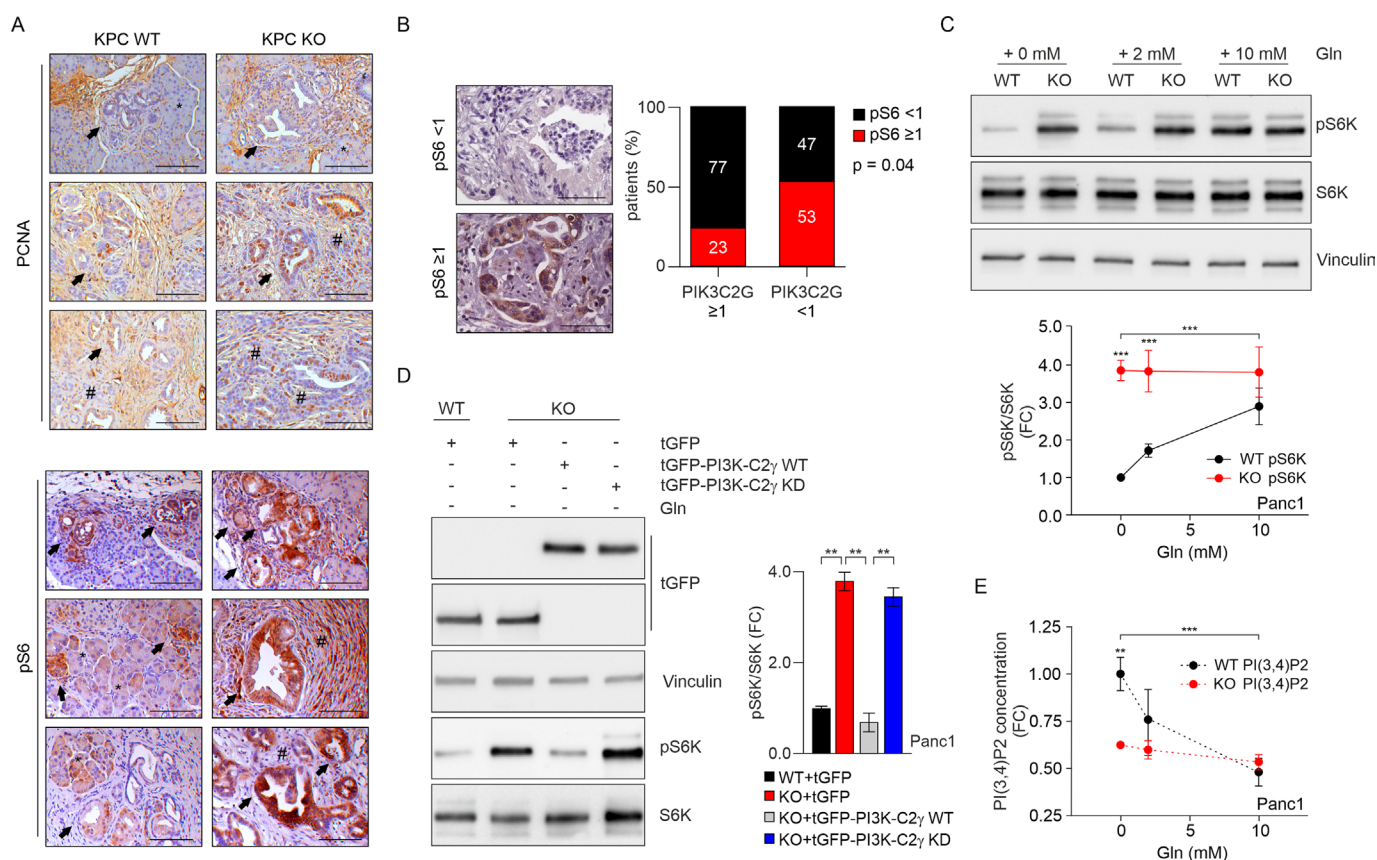 A
KPC WT
KPC KO
PCNA
*
*
#
#
#
#
pS6
#
*
*
*
#
B
pS6 <1
pS6 ≥1
patients (%)
100
50
0
77
23
47
53
PIK3C2G
≥1
PIK3C2G
<1
pS6 <1
pS6 ≥1
p = 0.04
C
+ 0 mM
+ 2 mM
+ 10 mM
Gln
WT
KO
WT
KO
WT
KO
pS6K
S6K
Vinculin
pS6K/S6K
(FC)
5.0
4.0
3.0
2.0
1.0
0.0
***
***
***
WT pS6K
KO pS6K
Panc1
0
5
10
Gln (mM)
D
WT
KO
+ + - - tGFP
- - + - tGFP-PI3K-C2γ WT
- - - + tGFP-PI3K-C2γ KD
- - - - Gln
tGFP
Vinculin
pS6K
S6K
pS6K/S6K (FC)
4.0
2.0
0.0
**
**
**
Panc1
WT+tGFP
KO+tGFP
KO+tGFP-PI3K-C2γ WT
KO+tGFP-PI3K-C2γ KD
E
PI(3,4)P2 concentration
(FC)
1.25
1.00
0.75
0.50
0.25
***
**
WT PI(3,4)P2
KO PI(3,4)P2
Panc1
0
5
10
Gln (mM)